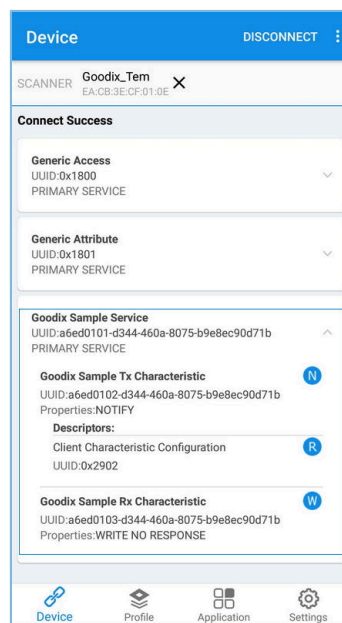 Device DISCONNECT
SCANNER Goodix_Tem
EA:CB:3E:CF:01:0E
Connect Success
Generic Access
UUID:0x1800
PRIMARY SERVICE
Generic Attribute
UUID:0x1801
PRIMARY SERVICE
Goodix Sample Service
UUID:a6ed0101-d344-460a-8075-b9e8ec90d71b
PRIMARY SERVICE
Goodix Sample Tx Characteristic N
UUID:a6ed0102-d344-460a-8075-b9e8ec90d71b
Properties:NOTIFY
Descriptors:
Client Characteristic Configuration R
UUID:0x2902
Goodix Sample Rx Characteristic W
UUID:a6ed0103-d344-460a-8075-b9e8ec90d71b
Properties:WRITE NO RESPONSE
Device Profile Application Settings